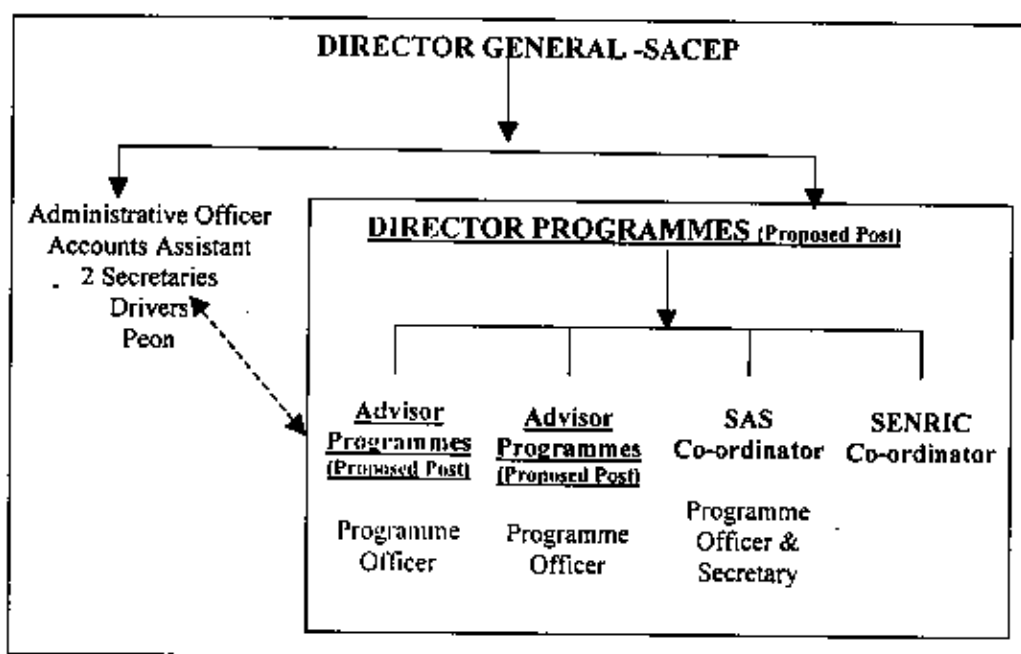 DIRECTOR GENERAL -SACEP
Administrative Officer
Accounts Assistant
2 Secretaries
Drivers
Peon
DIRECTOR PROGRAMMES (Proposed Post)
Advisor
Programmes
(Proposed Post)
Programme
Officer
Advisor
Programmes
(Proposed Post)
Programme
Officer
SAS
Co-ordinator
Programme
Officer &
Secretary
SENRIC
Co-ordinator